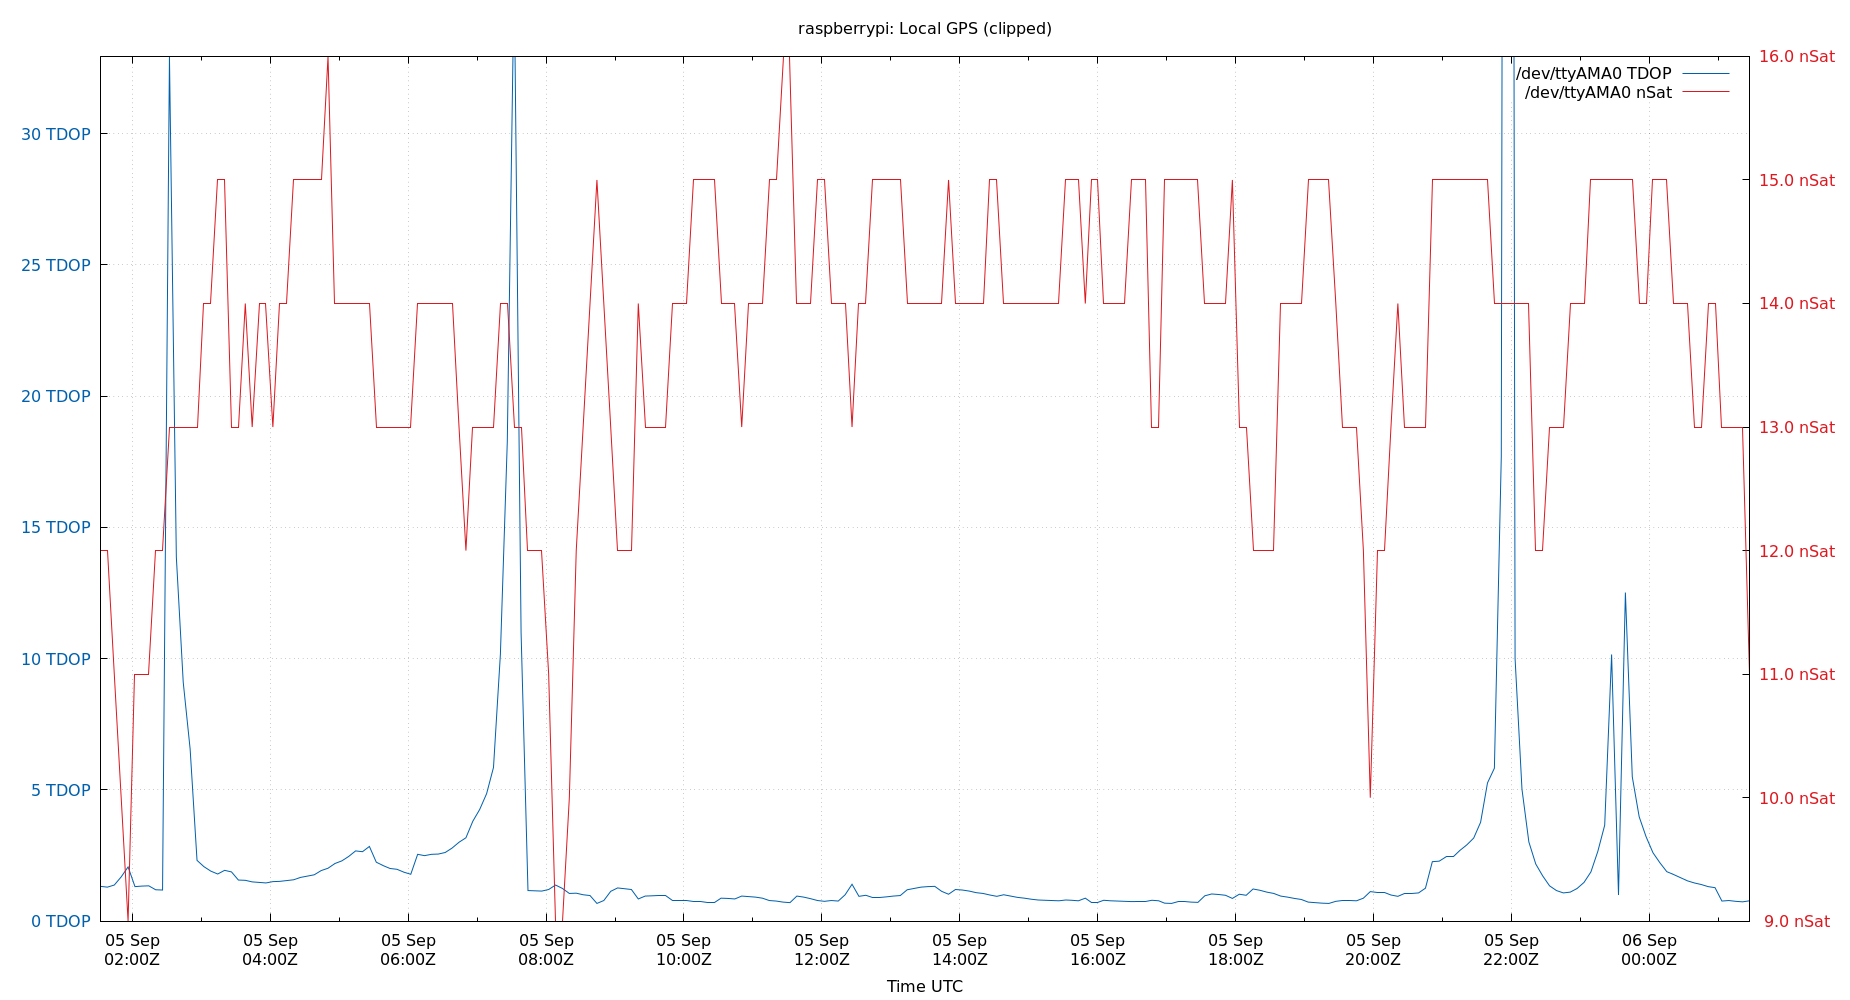 raspberrypi: Local GPS (clipped)
/dev/ttyAMA0 TDOP
/dev/ttyAMA0 nSat
30 TDOP
25 TDOP
20 TDOP
15 TDOP
10 TDOP
5 TDOP
0 TDOP
16.0 nSat
15.0 nSat
14.0 nSat
13.0 nSat
12.0 nSat
11.0 nSat
10.0 nSat
9.0 nSat
05 Sep 05 Sep 05 Sep 05 Sep 05 Sep 05 Sep 05 Sep 05 Sep 05 Sep 05 Sep 05 Sep 06 Sep
02:00Z 04:00Z 06:00Z 08:00Z 10:00Z 12:00Z 14:00Z 16:00Z 18:00Z 20:00Z 22:00Z 00:00Z
Time UTC